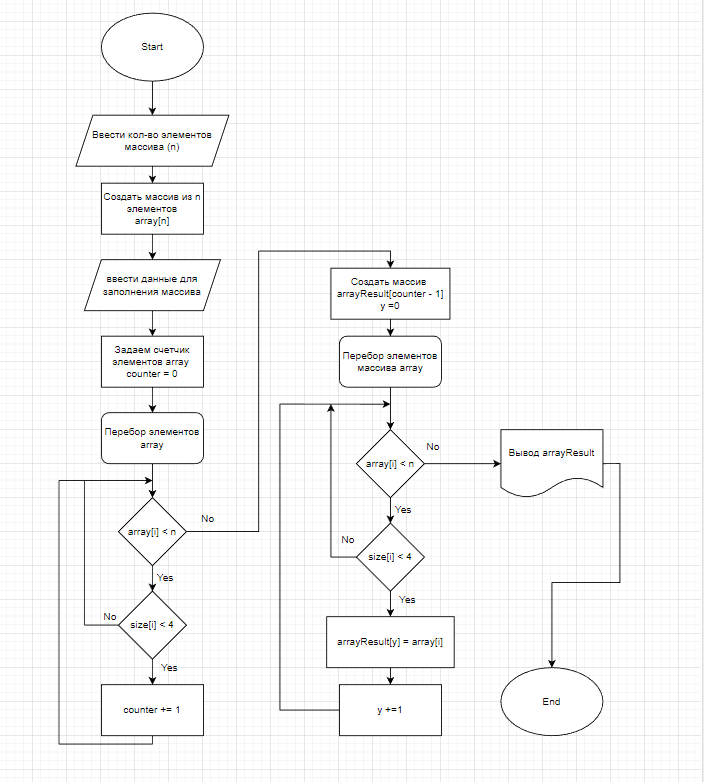 Start
Ввести кол-во элементов
массива (n)
Создать массив из n
элементов
array[n]
ввести данные для
заполнения массива
Задаем счетчик
элементов array
counter = 0
Перебор элементов
array
array[i] < n
No
Yes
size[i] < 4
No
Yes
counter += 1
Создать массив
arrayResult[counter - 1]
y =0
Перебор элементов
массива array
array[i] < n
No
Yes
size[i] < 4
No
Yes
arrayResult[y] = array[i]
y +=1
Вывод arrayResult
End